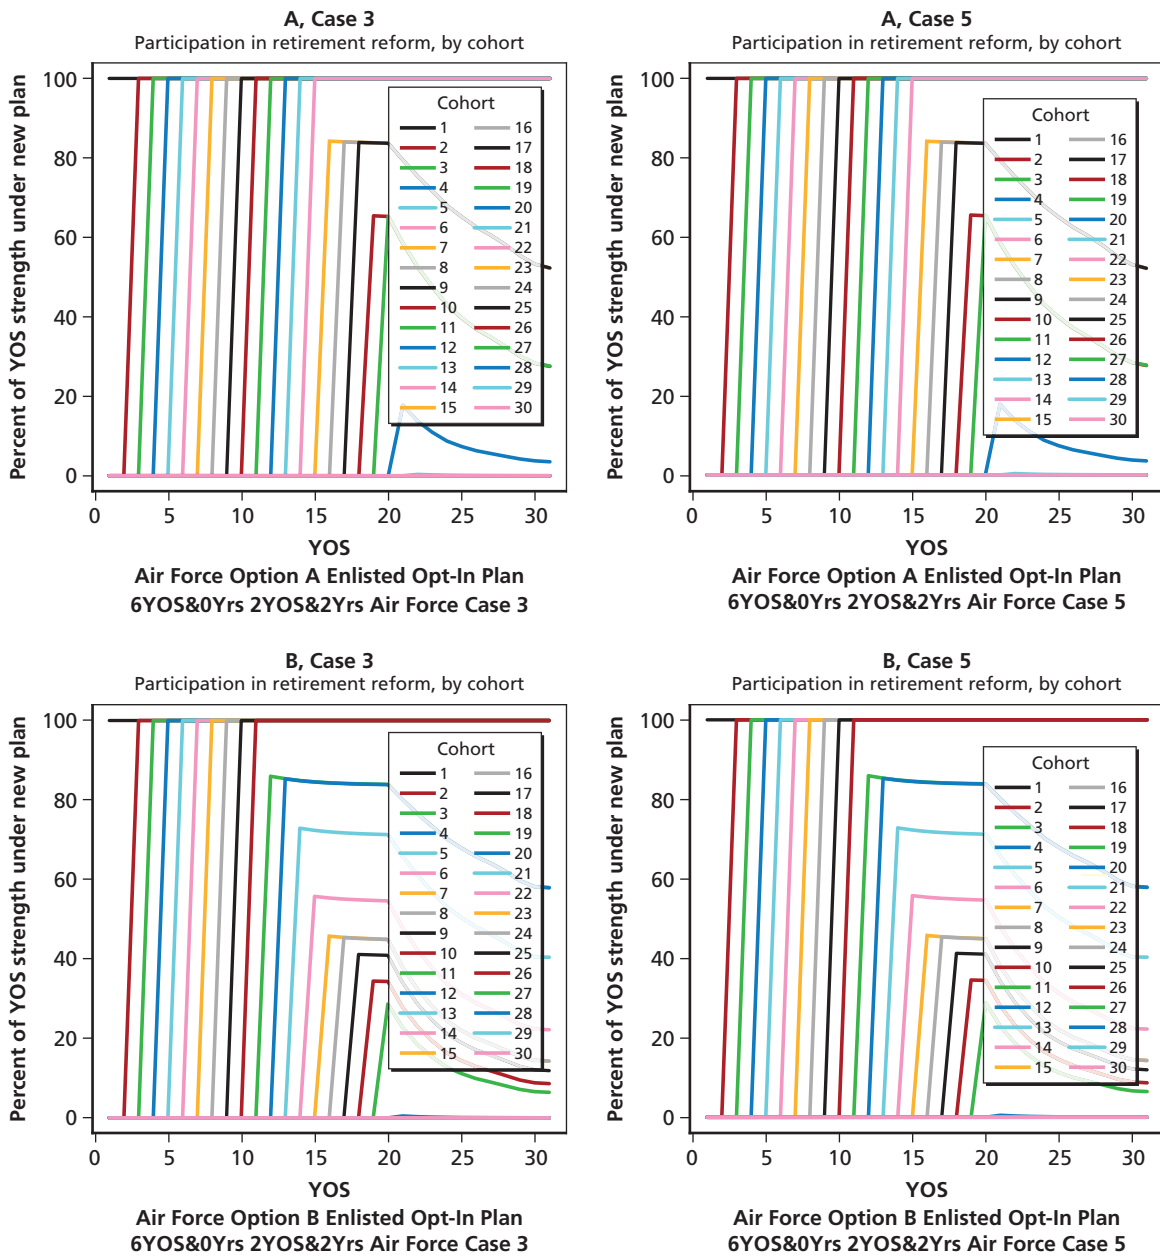 A, Case 3
Participation in retirement reform, by cohort
Percent of YOS strength under new plan
100
80
60
40
20
0
Cohort
1 16
2 17
3 18
4 19
5 20
6 21
7 22
8 23
9 24
10 25
11 26
12 27
13 28
14 29
15 30
0 5 10 15 20 25 30
YOS
Air Force Option A Enlisted Opt-In Plan
6YOS&0Yrs 2YOS&2Yrs Air Force Case 3
A, Case 5
Participation in retirement reform, by cohort
Percent of YOS strength under new plan
100
80
60
40
20
0
Cohort
1 16
2 17
3 18
4 19
5 20
6 21
7 22
8 23
9 24
10 25
11 26
12 27
13 28
14 29
15 30
0 5 10 15 20 25 30
YOS
Air Force Option A Enlisted Opt-In Plan
6YOS&0Yrs 2YOS&2Yrs Air Force Case 5
B, Case 3
Participation in retirement reform, by cohort
Percent of YOS strength under new plan
100
80
60
40
20
0
Cohort
1 16
2 17
3 18
4 19
5 20
6 21
7 22
8 23
9 24
10 25
11 26
12 27
13 28
14 29
15 30
0 5 10 15 20 25 30
YOS
Air Force Option B Enlisted Opt-In Plan
6YOS&0Yrs 2YOS&2Yrs Air Force Case 3
B, Case 5
Participation in retirement reform, by cohort
Percent of YOS strength under new plan
100
80
60
40
20
0
Cohort
1 16
2 17
3 18
4 19
5 20
6 21
7 22
8 23
9 24
10 25
11 26
12 27
13 28
14 29
15 30
0 5 10 15 20 25 30
YOS
Air Force Option B Enlisted Opt-In Plan
6YOS&0Yrs 2YOS&2Yrs Air Force Case 5